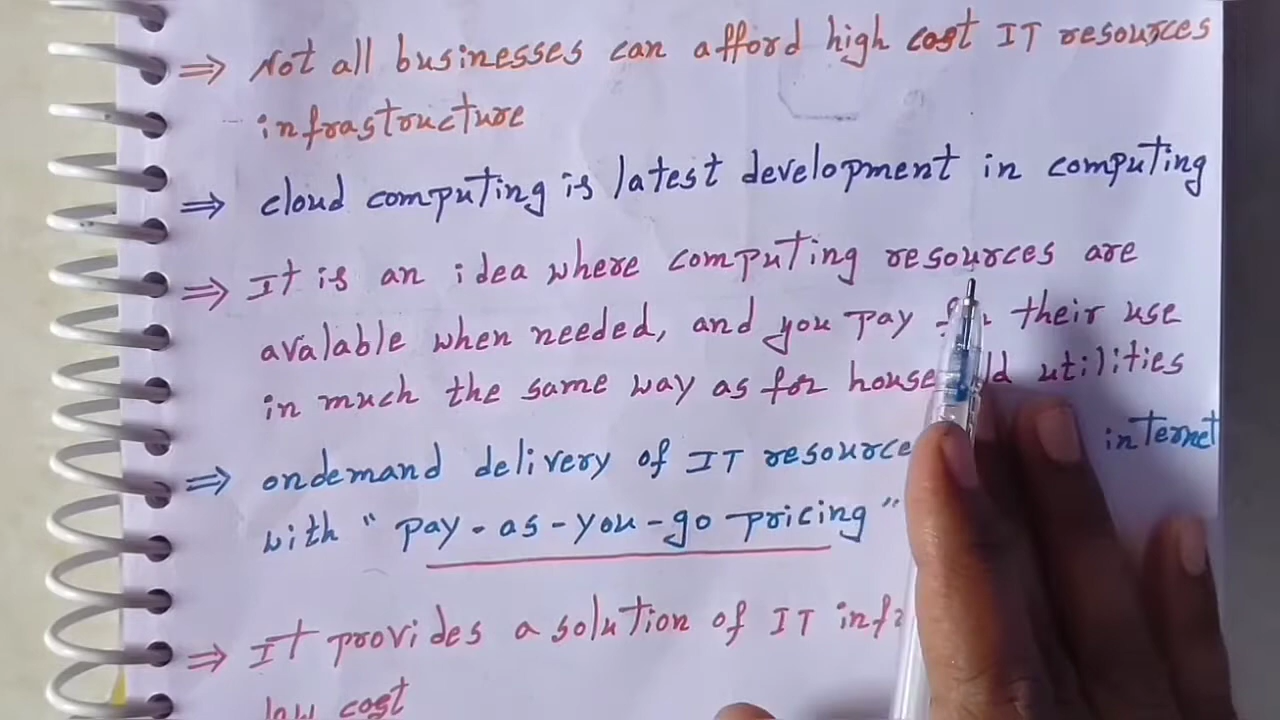 ⇒ Not all businesses can afford high cost IT resources
infrastructure
⇒ cloud computing is latest development in computing
⇒ It is an idea where computing resources are
avalable when needed, and you pay their use
in much the same way as for utilities
⇒ ondemand delivery of IT internet
with " pay-as-you-go pricing "
⇒ It provides a solution of IT
low cost